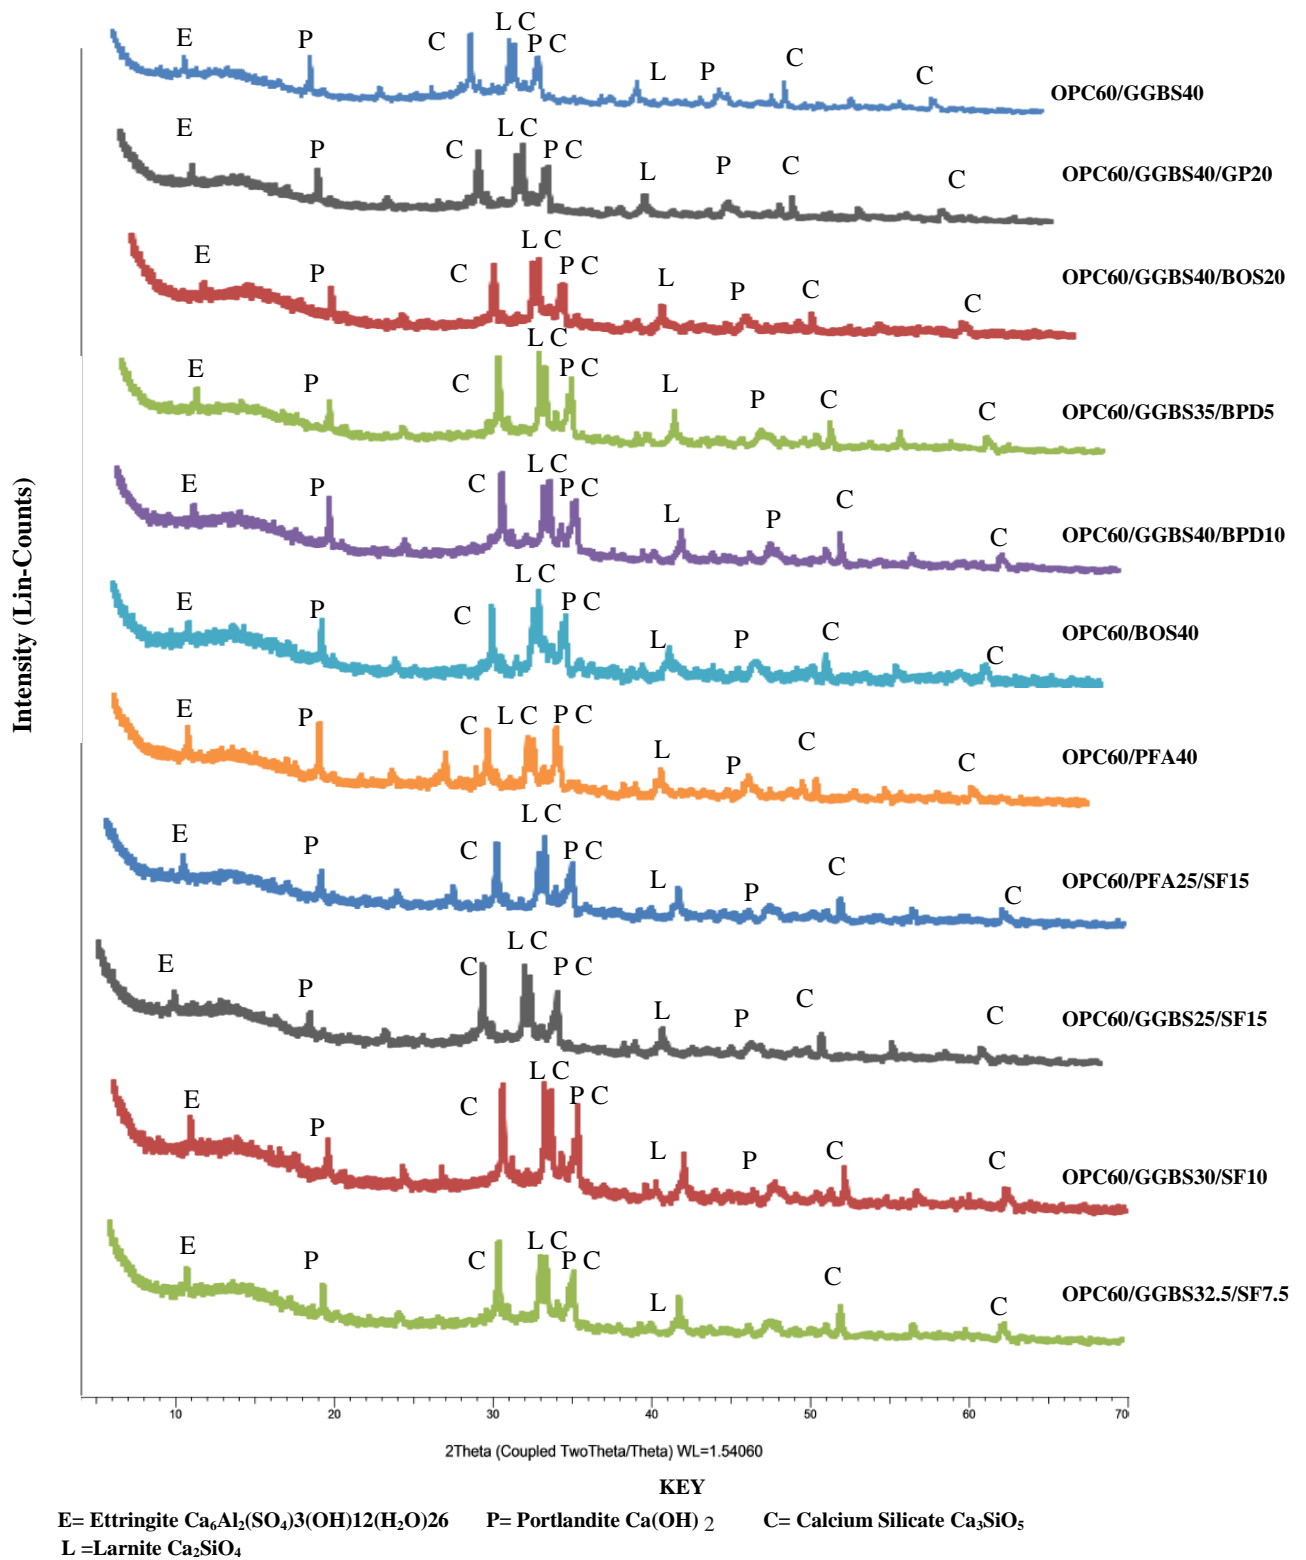 E P C L C P C L P C C OPC60/GGBS40
E P C L C P C L P C C OPC60/GGBS40/GP20
E P C L C P C L P C C OPC60/GGBS40/BOS20
E P C L C P C L P C C OPC60/GGBS35/BPD5
E P C L C P C L P C C OPC60/GGBS40/BPD10
E P C L C P C L P C C OPC60/BOS40
E P C L C P C L P C C OPC60/PFA40
E P C L C P C L P C C OPC60/PFA25/SF15
E P C L C P C L P C C OPC60/GGBS25/SF15
E P C L C P C L P C C OPC60/GGBS30/SF10
E P C L C P C L C C OPC60/GGBS32.5/SF7.5
Intensity (Lin-Counts)
10 20 30 40 50 60 70
2Theta (Coupled TwoTheta/Theta) WL=1.54060
KEY
E= Ettringite Ca₆Al₂(SO₄)3(OH)12(H₂O)26 P= Portlandite Ca(OH) 2 C= Calcium Silicate Ca₃SiO₅
L =Larnite Ca₂SiO₄